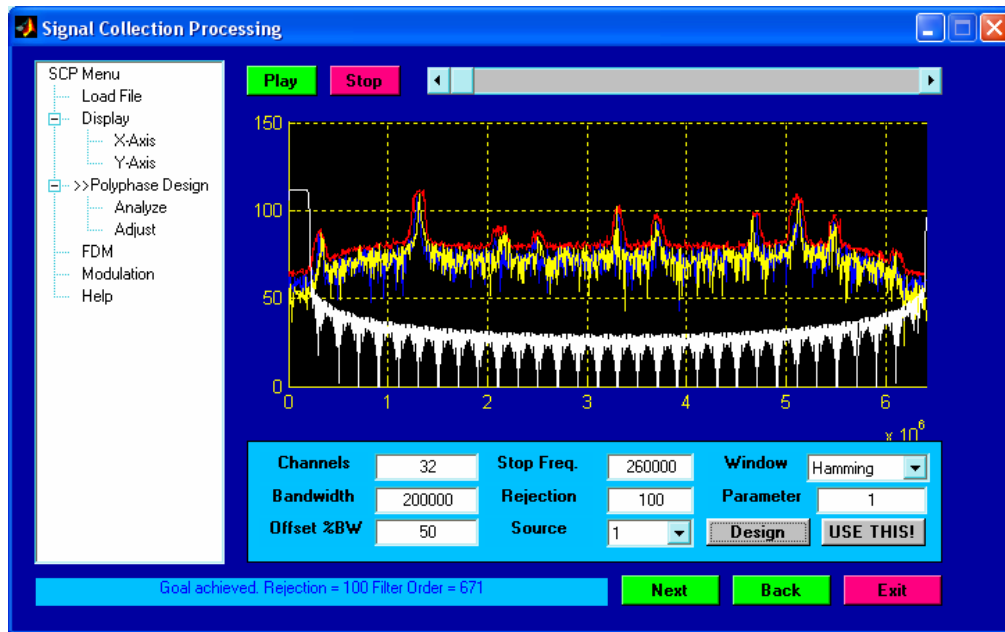 Signal Collection Processing
SCP Menu
Load File
Display
X-Axis
Y-Axis
>>Polyphase Design
Analyze
Adjust
FDM
Modulation
Help
Play
Stop
150
100
50
0
0 1 2 3 4 5 6
x 10^6
Channels 32 Stop Freq. 260000 Window Hamming
Bandwidth 200000 Rejection 100 Parameter 1
Offset %BW 50 Source 1 Design USE THIS!
Goal achieved. Rejection = 100 Filter Order = 671
Next Back Exit